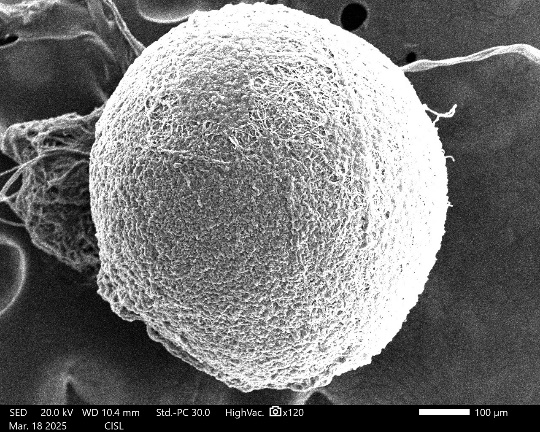 SED 20.0 kV WD 10.4 mm Std.-PC 30.0 HighVac. x120 100 µm
Mar. 18 2025 CISL